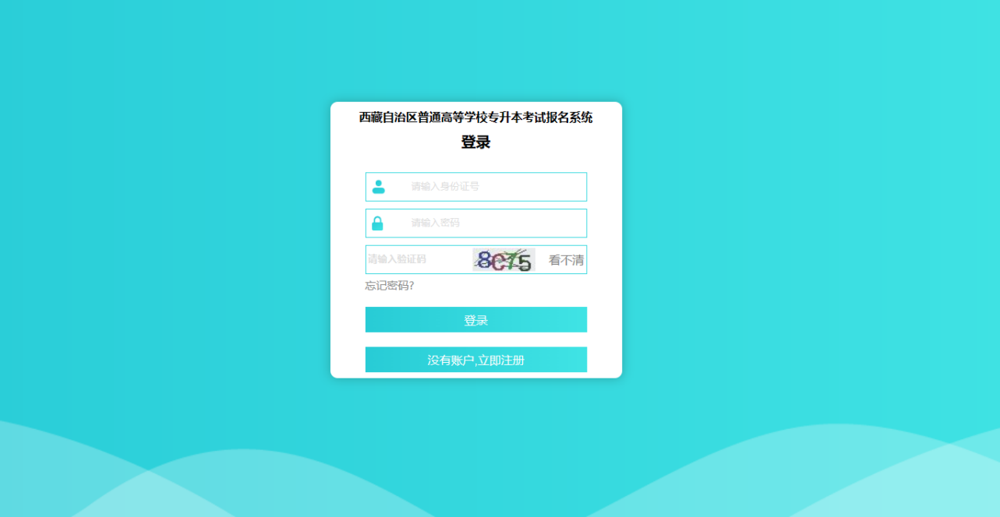 西藏自治区普通高等学校专升本考试报名系统
登录
请输入身份证号
请输入密码
请输入验证码 8C75 看不清
忘记密码?
登录
没有账户,立即注册